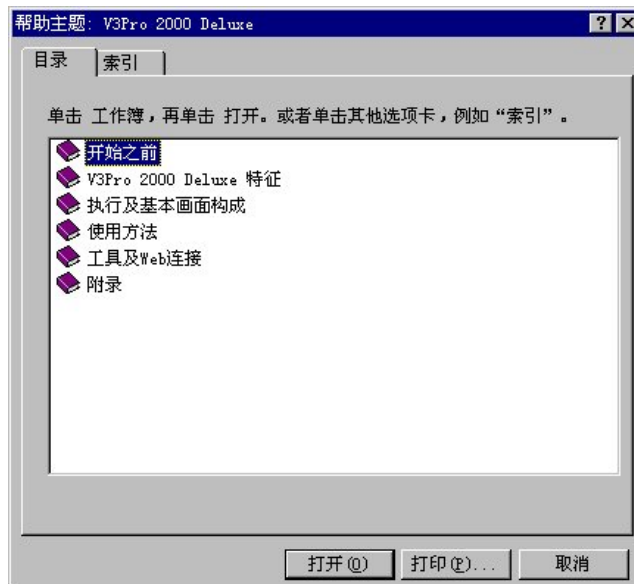 帮助主题: V3Pro 2000 Deluxe
目录 索引
单击 工作簿，再单击 打开。或者单击其他选项卡，例如“索引”。
开始之前
V3Pro 2000 Deluxe 特征
执行及基本画面构成
使用方法
工具及Web连接
附录
打开(O) 打印(P)... 取消